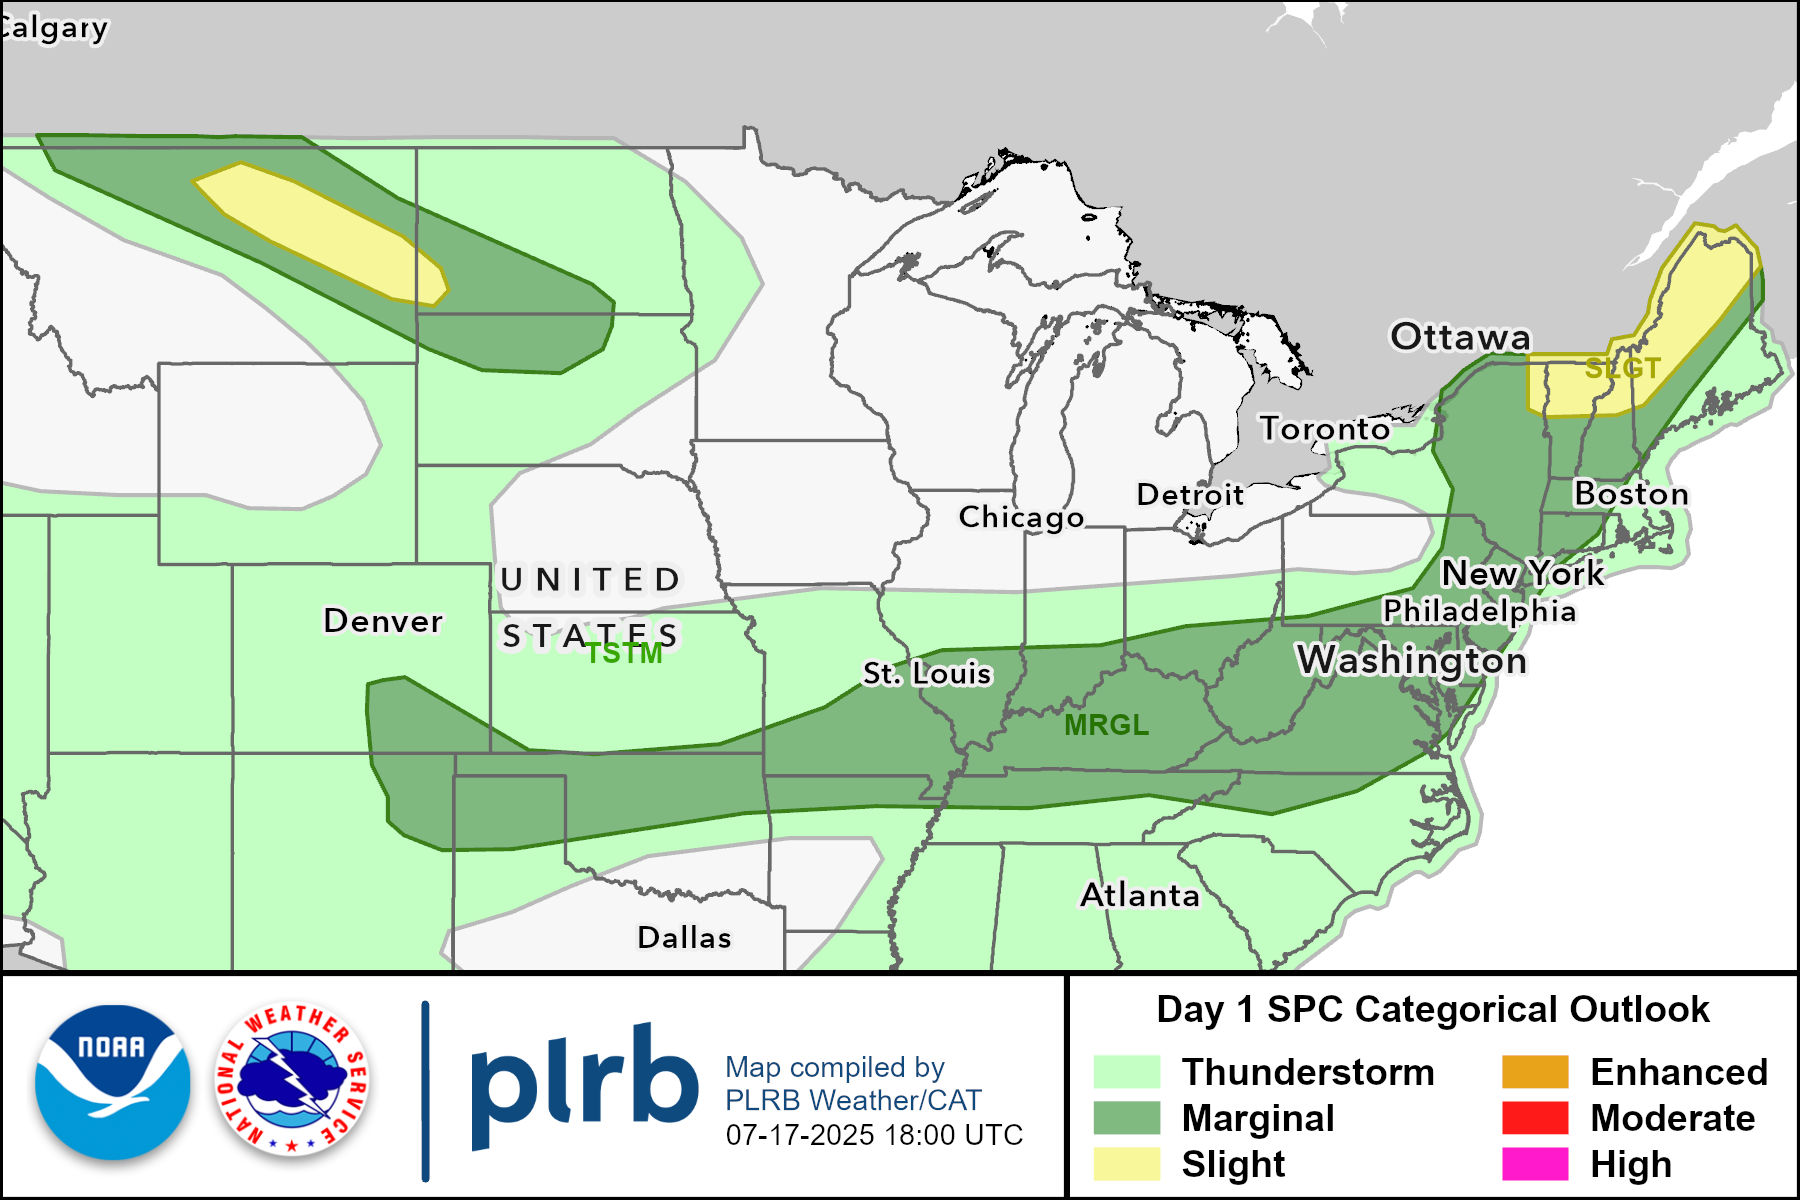 Calgary
Ottawa
SLGT
Toronto
Detroit
Boston
Chicago
New York
UNITED
Philadelphia
Denver
STATES
TSTM
Washington
St. Louis
MRGL
Atlanta
Dallas
NOAA
NATIONAL WEATHER SERVICE
plrb
Map compiled by
PLRB Weather/CAT
07-17-2025 18:00 UTC
Day 1 SPC Categorical Outlook
Thunderstorm
Marginal
Slight
Enhanced
Moderate
High